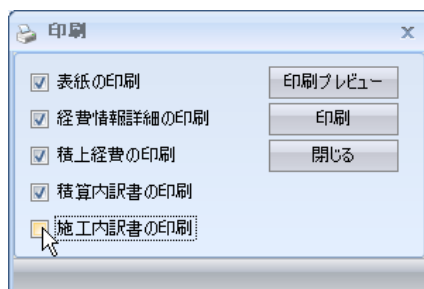 印刷
表紙の印刷
印刷プレビュー
経費情報詳細の印刷
印刷
積上経費の印刷
閉じる
積算内訳書の印刷
施工内訳書の印刷